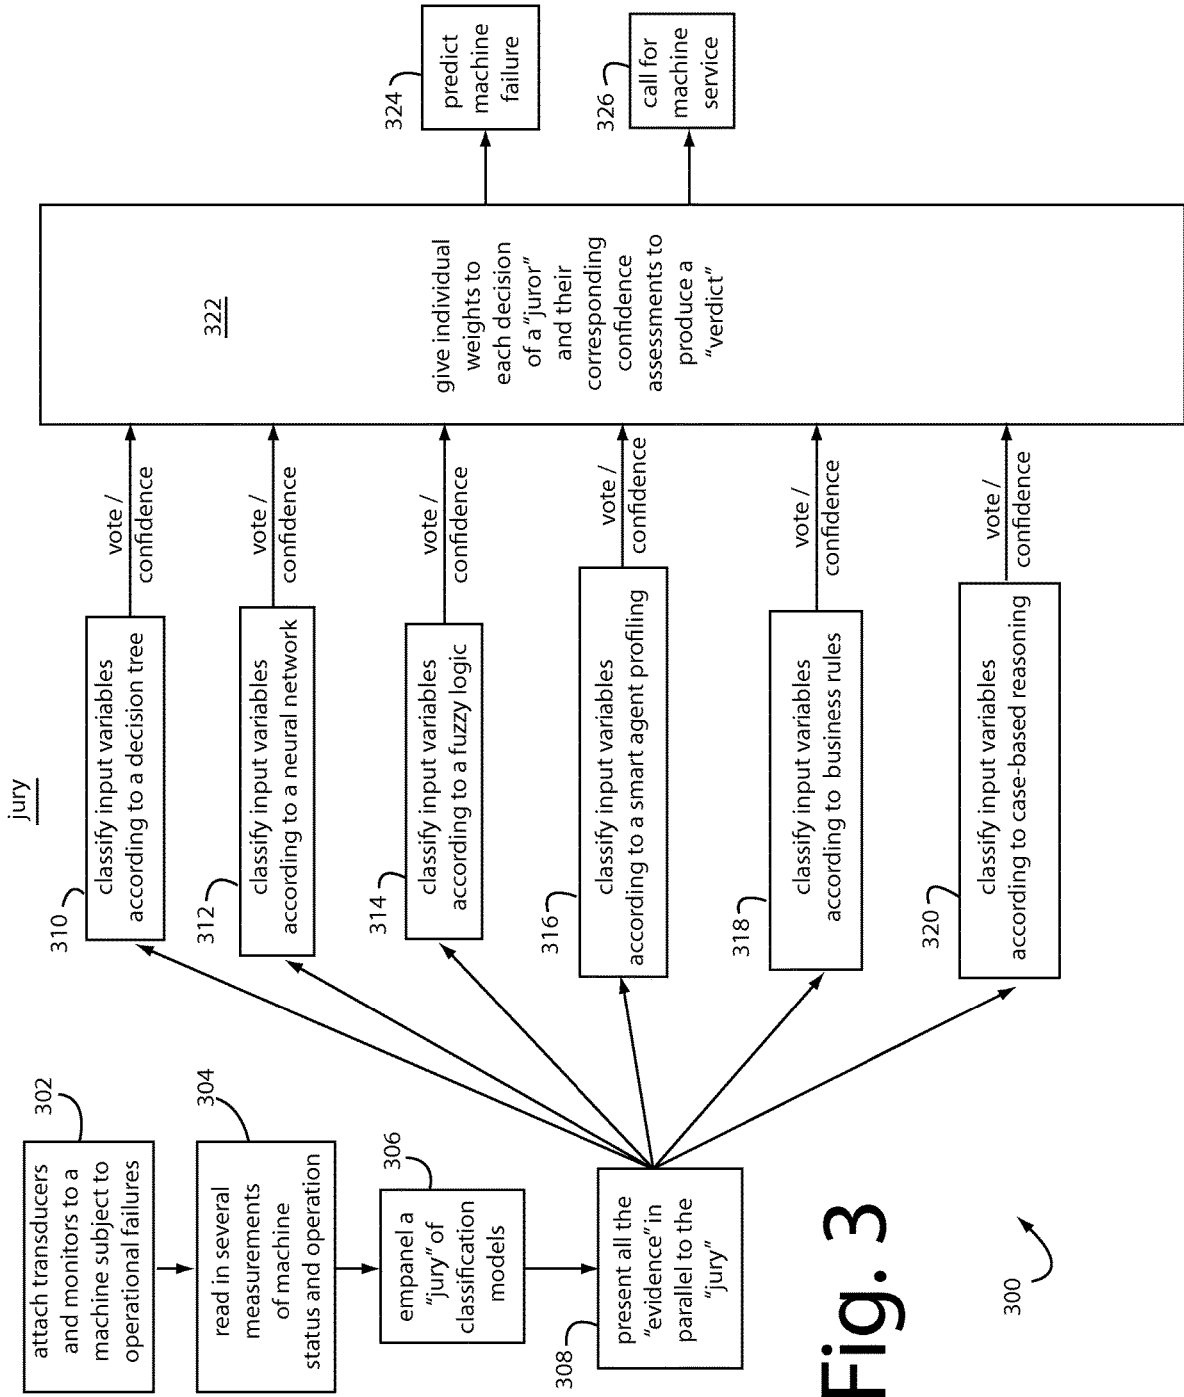 302
attach transducers
and monitors to a
machine subject to
operational failures
304
read in several
measurements
of machine
status and operation
306
empanel a
"jury" of
classification
models
308
present all the
"evidence" in
parallel to the
"jury"
jury
310
classify input variables
according to a decision tree
vote /
confidence
312
classify input variables
according to a neural network
vote /
confidence
314
classify input variables
according to a fuzzy logic
vote /
confidence
316
classify input variables
according to a smart agent profiling
vote /
confidence
318
classify input variables
according to business rules
vote /
confidence
320
classify input variables
according to case-based reasoning
vote /
confidence
322
give individual
weights to
each decision
of a "juror"
and their
corresponding
confidence
assessments to
produce a
"verdict"
324
predict
machine
failure
326
call for
machine
service
300
Fig. 3